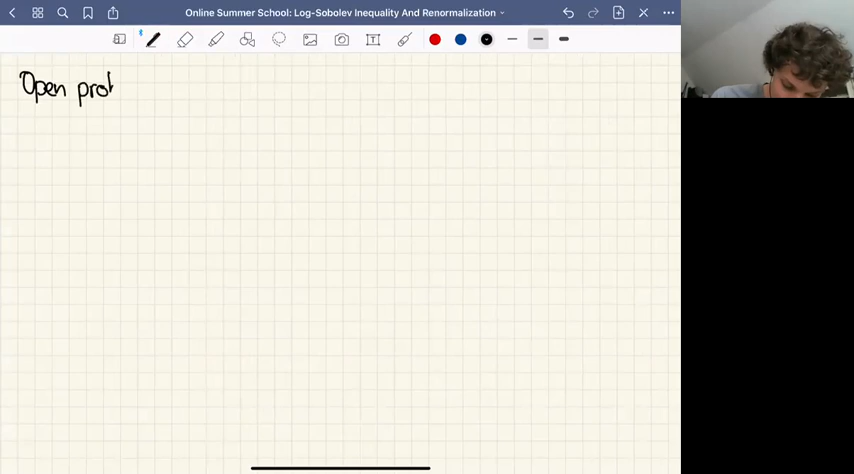 Online Summer School: Log-Sobolev Inequality And Renormalization
Open prob